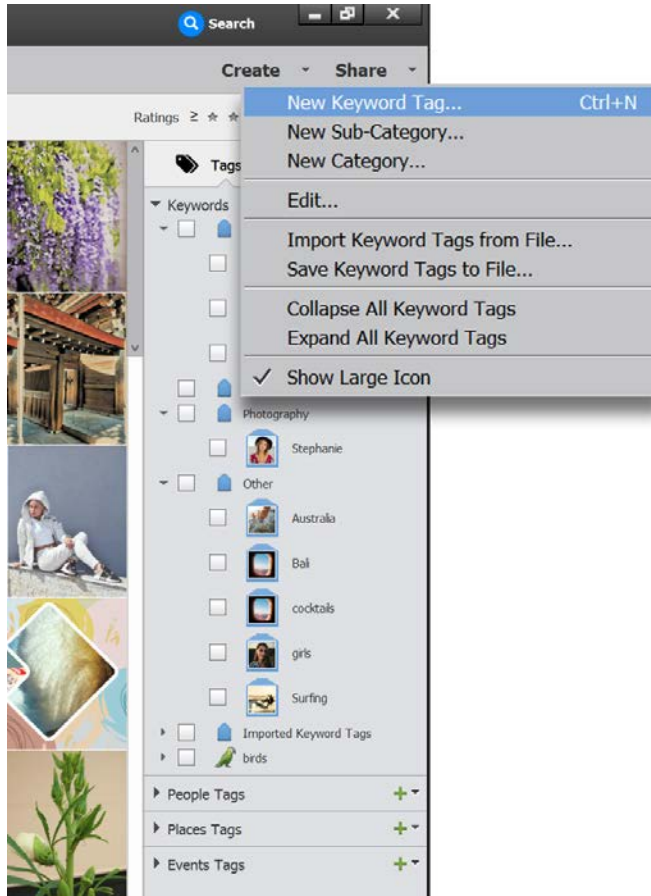 Search
Create Share
Ratings ≥
New Keyword Tag... Ctrl+N
New Sub-Category...
New Category...
Edit...
Import Keyword Tags from File...
Save Keyword Tags to File...
Collapse All Keyword Tags
Expand All Keyword Tags
Show Large Icon
Tags
Keywords
Photography
Stephanie
Other
Australia
Bali
cocktails
girls
Surfing
Imported Keyword Tags
birds
People Tags
Places Tags
Events Tags